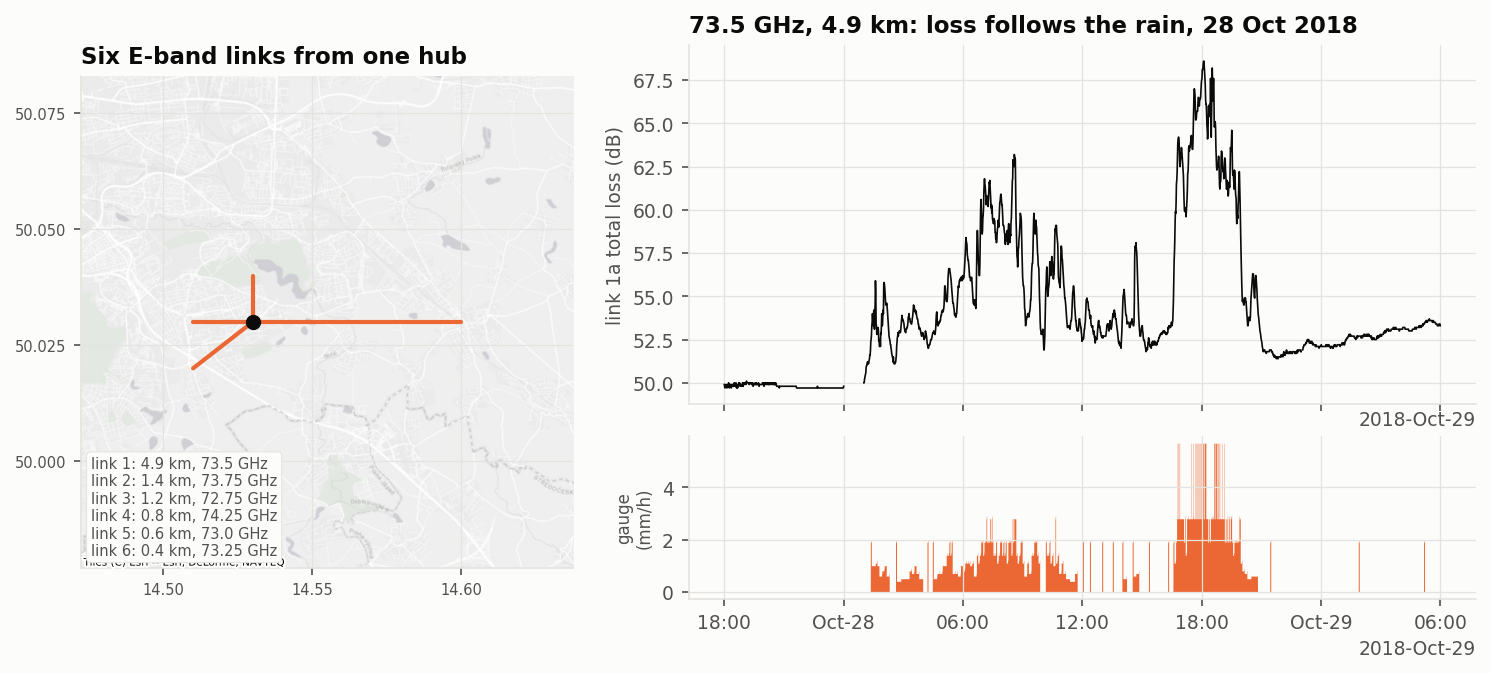 Six E-band links from one hub
50.075
50.050
50.025
50.000
link 1: 4.9 km, 73.5 GHz
link 2: 1.4 km, 73.75 GHz
link 3: 1.2 km, 72.75 GHz
link 4: 0.8 km, 74.25 GHz
link 5: 0.6 km, 73.0 GHz
link 6: 0.4 km, 73.25 GHz
14.50
14.55
14.60
73.5 GHz, 4.9 km: loss follows the rain, 28 Oct 2018
link 1a total loss (dB)
67.5
65.0
62.5
60.0
57.5
55.0
52.5
50.0
2018-Oct-29
gauge
(mm/h)
4
2
0
18:00
Oct-28
06:00
12:00
18:00
Oct-29
06:00
2018-Oct-29